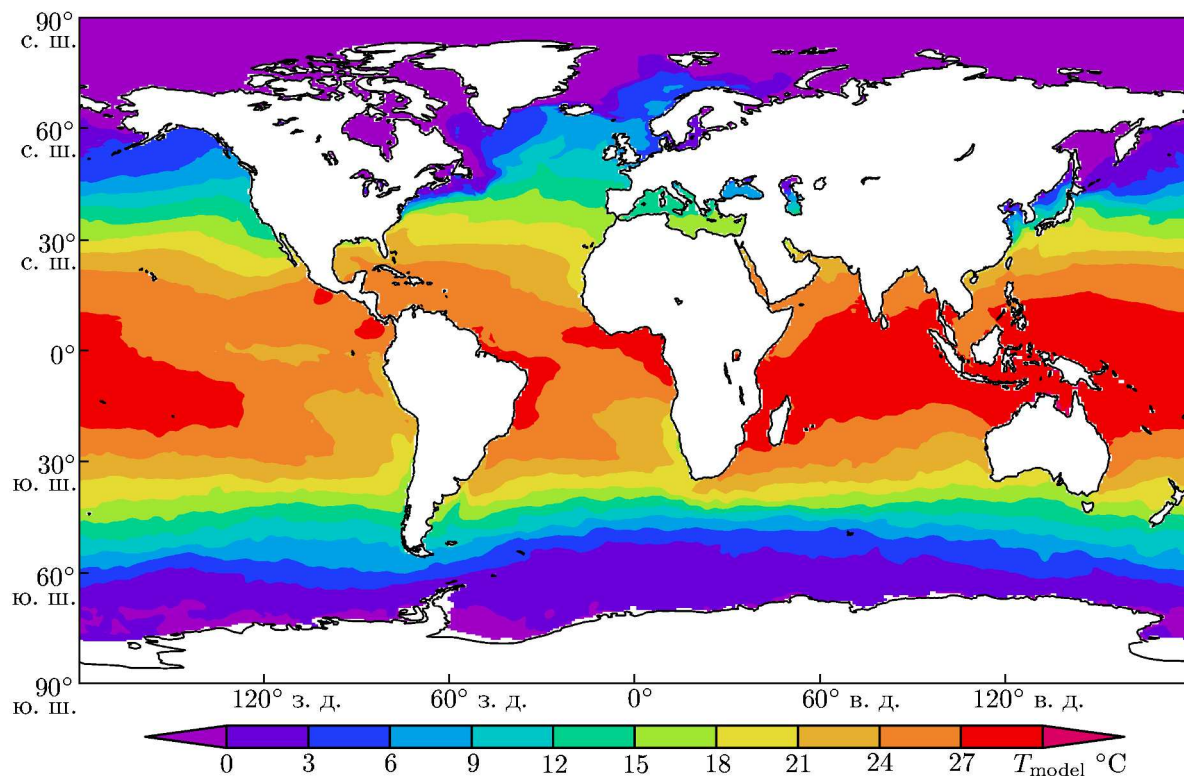 90°
с. ш.
60°
с. ш.
30°
с. ш.
0°
30°
ю. ш.
60°
ю. ш.
90°
ю. ш.
120° з. д. 60° з. д. 0° 60° в. д. 120° в. д.
0 3 6 9 12 15 18 21 24 27 T_model °C